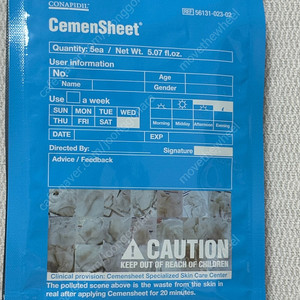 CONAPIDIL
REF 56131-023-02
CemenSheet®
Quantity: 5ea / Net Wt. 5.07 fl.oz.
User information
No.
Age
Name
Gender
Use a week
SUN MON TUE WED
THU FRI SAT
Morning Midday Afternoon Evening
DATE EXP
Directed By:
Signature
Advice / Feedback
CAUTION
KEEP OUT OF REACH OF CHILDREN
Clinical provision: Cemensheet Specialized Skin Care Center
The polluted scene above is the waste from the skin in
real after applying Cemensheet for 20 minutes.